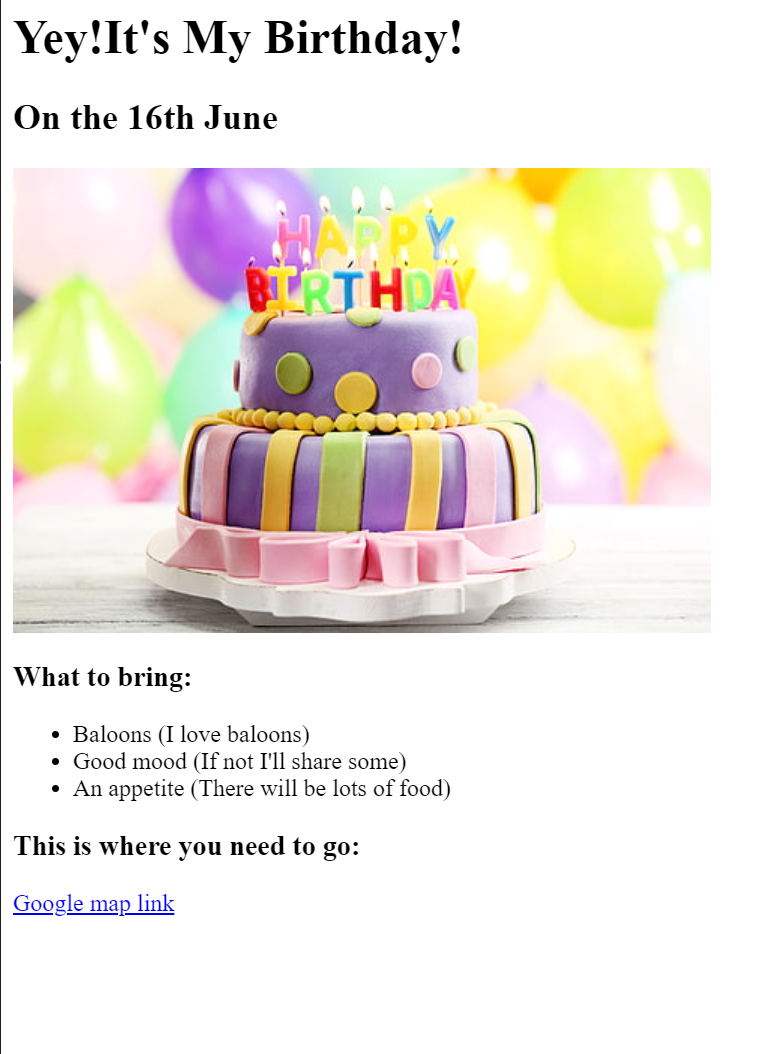 Yey!It's My Birthday!
On the 16th June
HAPPY
BIRTHDAY
What to bring:
Baloons (I love baloons)
Good mood (If not I'll share some)
An appetite (There will be lots of food)
This is where you need to go:
Google map link